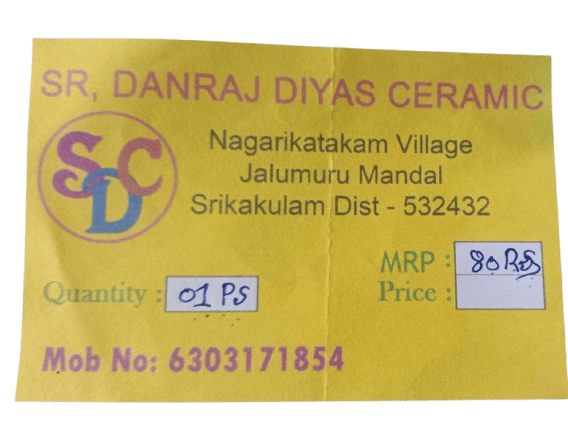 SR, DANRAJ DIYAS CERAMIC
SDC
Nagarikatakam Village
Jalumuru Mandal
Srikakulam Dist - 532432
MRP : 80 RS
Quantity : 01 PS
Price :
Mob No: 6303171854